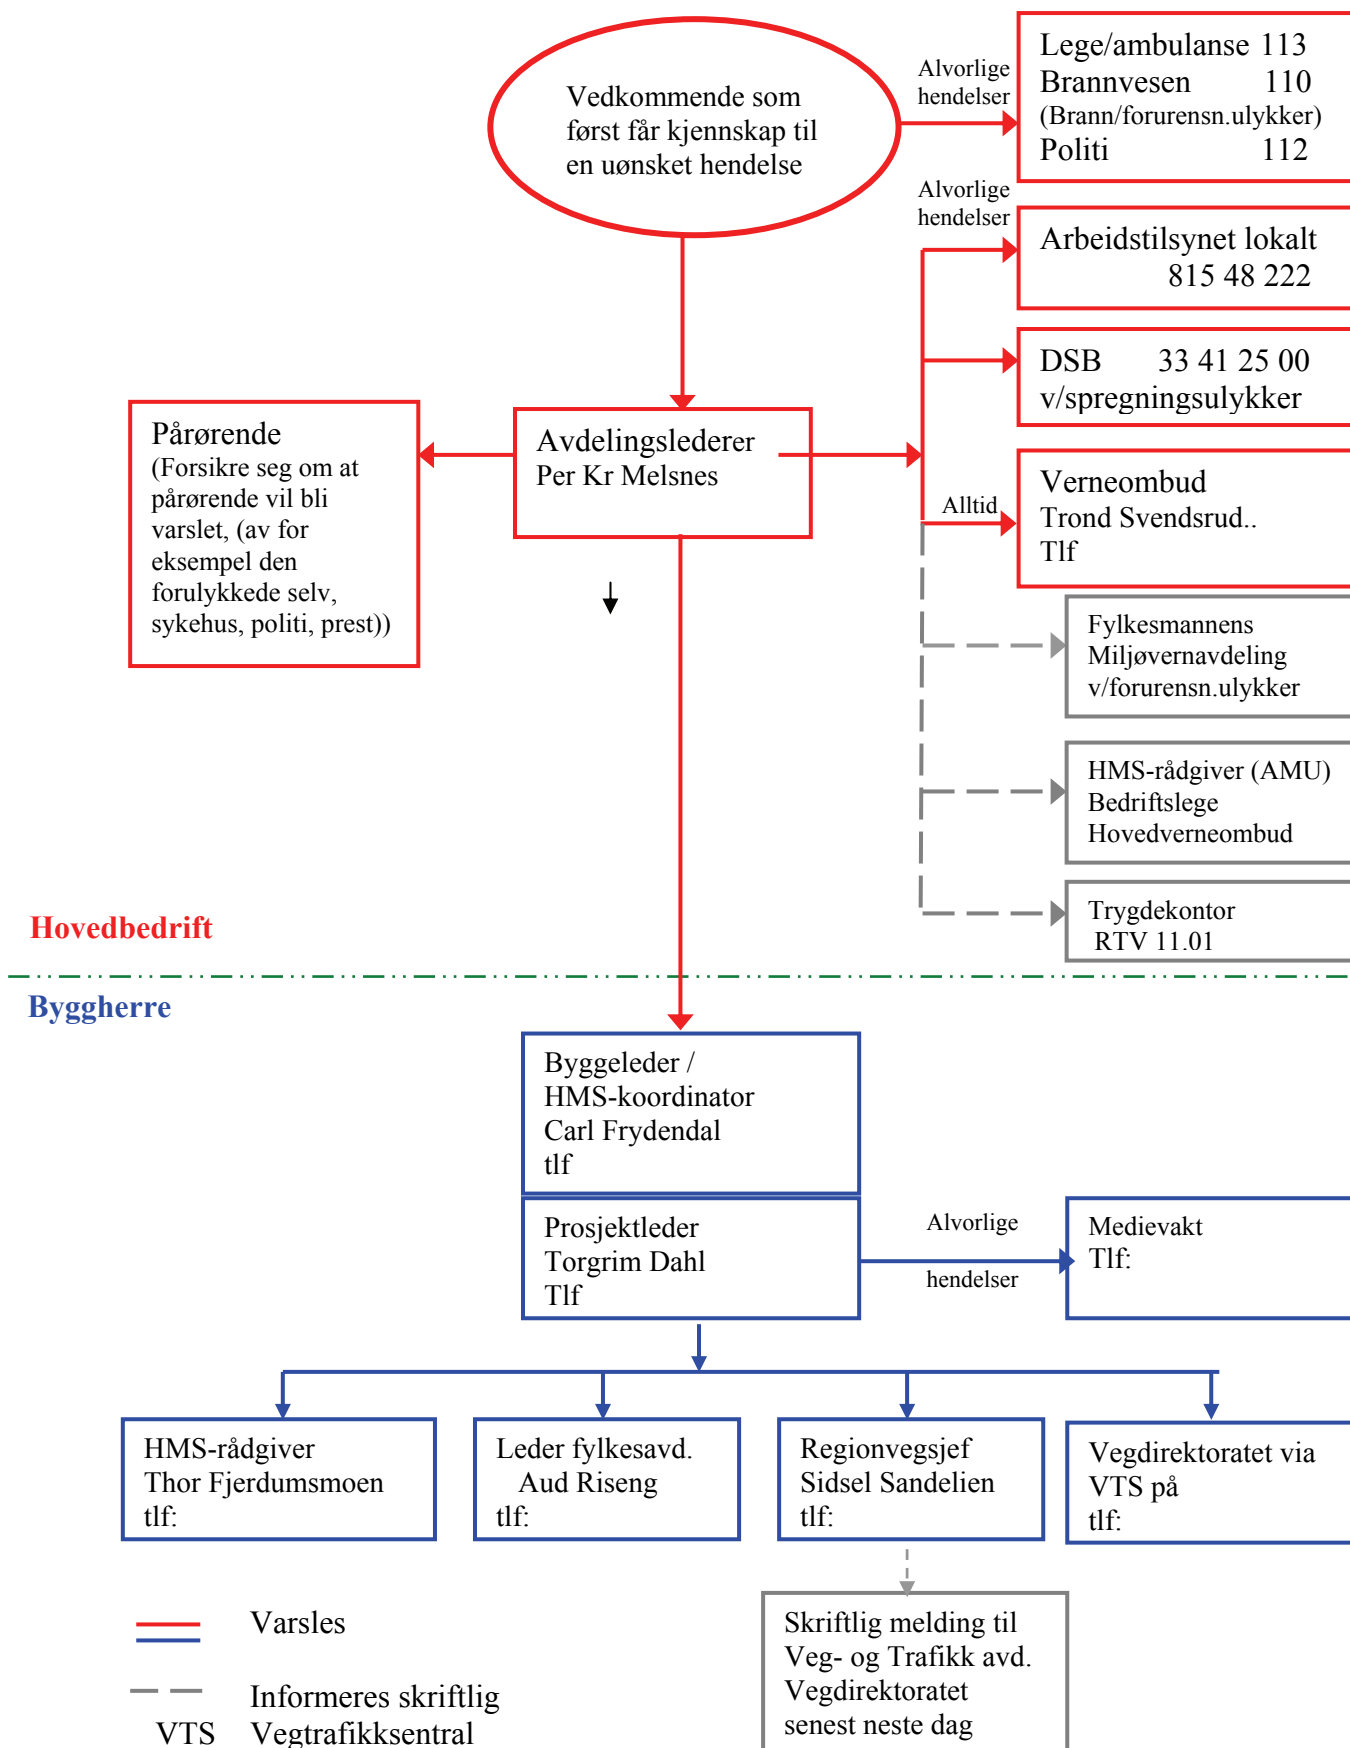 Vedkommende som
først får kjennskap til
en uønsket hendelse
Alvorlige
hendelser
Lege/ambulanse 113
Brannvesen 110
(Brann/forurensn.ulykker)
Politi 112
Alvorlige
hendelser
Arbeidstilsynet lokalt
815 48 222
DSB 33 41 25 00
v/spregningsulykker
Pårørende
(Forsikre seg om at
pårørende vil bli
varslet, (av for
eksempel den
forulykkede selv,
sykehus, politi, prest))
Avdelingslederer
Per Kr Melsnes
Alltid
Verneombud
Trond Svendsrud..
Tlf
Fylkesmannens
Miljøvernavdeling
v/forurensn.ulykker
HMS-rådgiver (AMU)
Bedriftslege
Hovedverneombud
Trygdekontor
RTV 11.01
Hovedbedrift
Byggherre
Byggeleder /
HMS-koordinator
Carl Frydendal
tlf
Prosjektleder
Torgrim Dahl
Tlf
Alvorlige
hendelser
Medievakt
Tlf:
HMS-rådgiver
Thor Fjerdumsmoen
tlf:
Leder fylkesavd.
Aud Riseng
tlf:
Regionvegsjef
Sidsel Sandelien
tlf:
Vegdirektoratet via
VTS på
tlf:
Skriftlig melding til
Veg- og Trafikk avd.
Vegdirektoratet
senest neste dag
Varsles
Informeres skriftlig
VTS Vegtrafikksentral